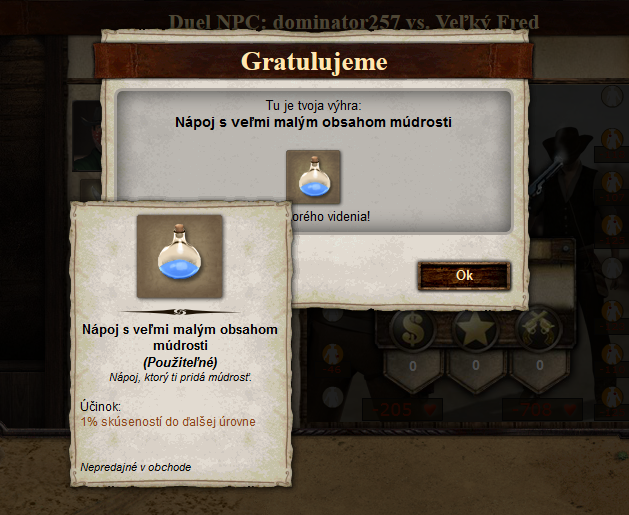 Duel NPC: dominator257 vs. Veľký Fred
Gratulujeme
Tu je tvoja výhra:
Nápoj s veľmi malým obsahom múdrosti
orého videnia!
Ok
Nápoj s veľmi malým obsahom
múdrosti
(Použiteľné)
Nápoj, ktorý ti pridá múdrosť.
Účinok:
1% skúseností do ďalšej úrovne
Nepredajné v obchode
0
0
0
-205